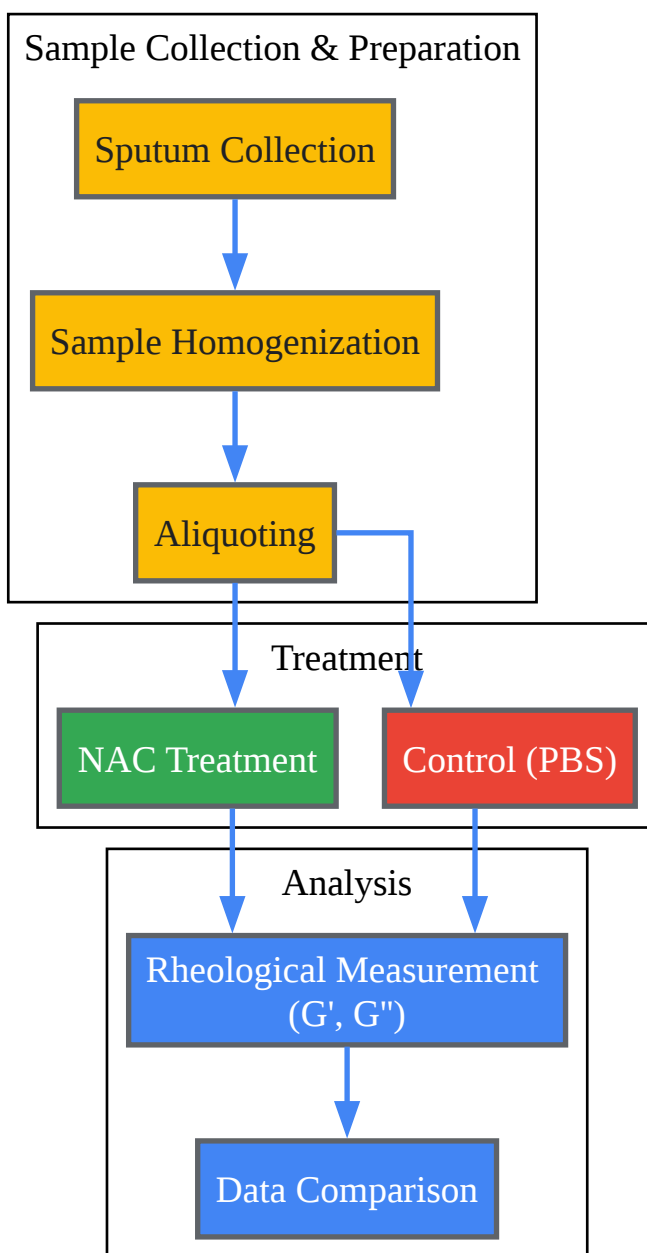 Sample Collection & Preparation
Sputum Collection
Sample Homogenization
Aliquoting
Treatment
NAC Treatment
Control (PBS)
Analysis
Rheological Measurement
(G', G'')
Data Comparison